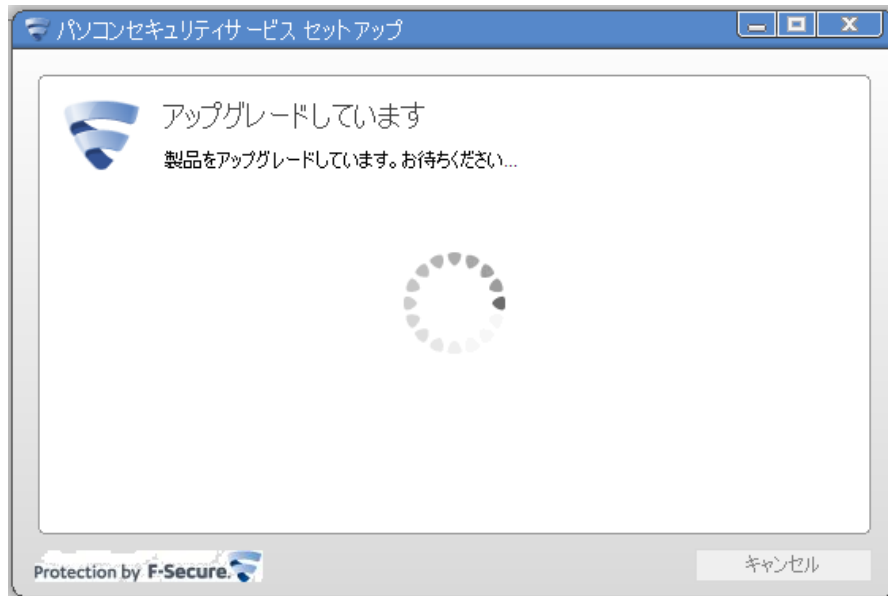 パソコンセキュリティサービス セットアップ
アップグレードしています
製品をアップグレードしています。お待ちください...
Protection by F-Secure.
キャンセル